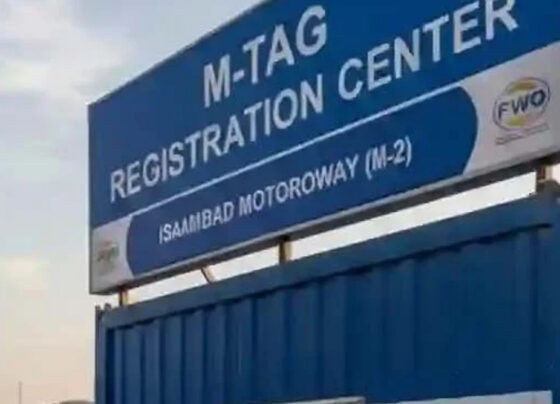 M-TAG
REGISTRATION CENTER
FWO
ISAAMBAD MOTOROWAY (M-2)